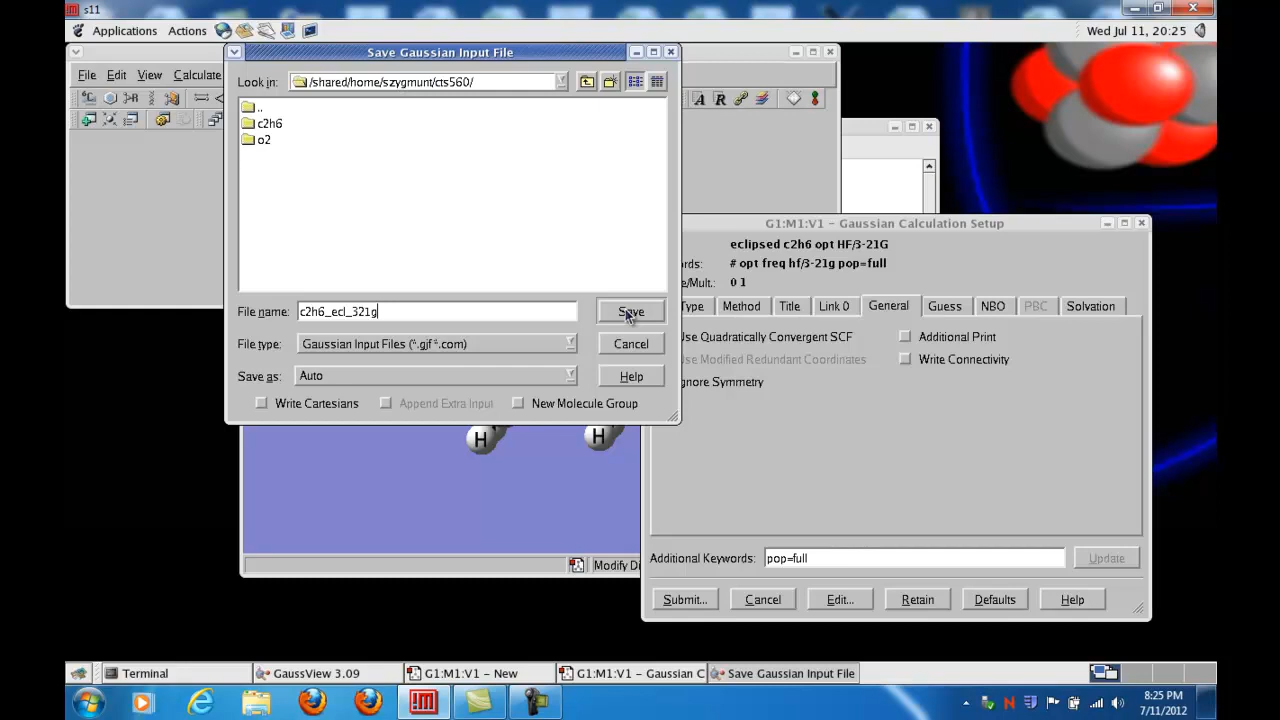 s11
Applications Actions
Wed Jul 11, 20:25
Save Gaussian Input File
File Edit View Calculate
Look in: /shared/home/szygmunt/cts560/
..
c2h6
o2
File name: c2h6_ecl_321g Save
File type: Gaussian Input Files (*.gjf *.com) Cancel
Save as: Auto Help
Write Cartesians Append Extra Input New Molecule Group
H H
Modify Di
G1:M1:V1 - Gaussian Calculation Setup
eclipsed c2h6 opt HF/3-21G
rds: # opt freq hf/3-21g pop=full
e/Mult.: 0 1
Type Method Title Link 0 General Guess NBO PBC Solvation
Use Quadratically Convergent SCF Additional Print
Use Modified Redundant Coordinates Write Connectivity
gnore Symmetry
Additional Keywords: pop=full Update
Submit... Cancel Edit... Retain Defaults Help
Terminal GaussView 3.09 G1:M1:V1 - New G1:M1:V1 - Gaussian C Save Gaussian Input File
8:25 PM
7/11/2012